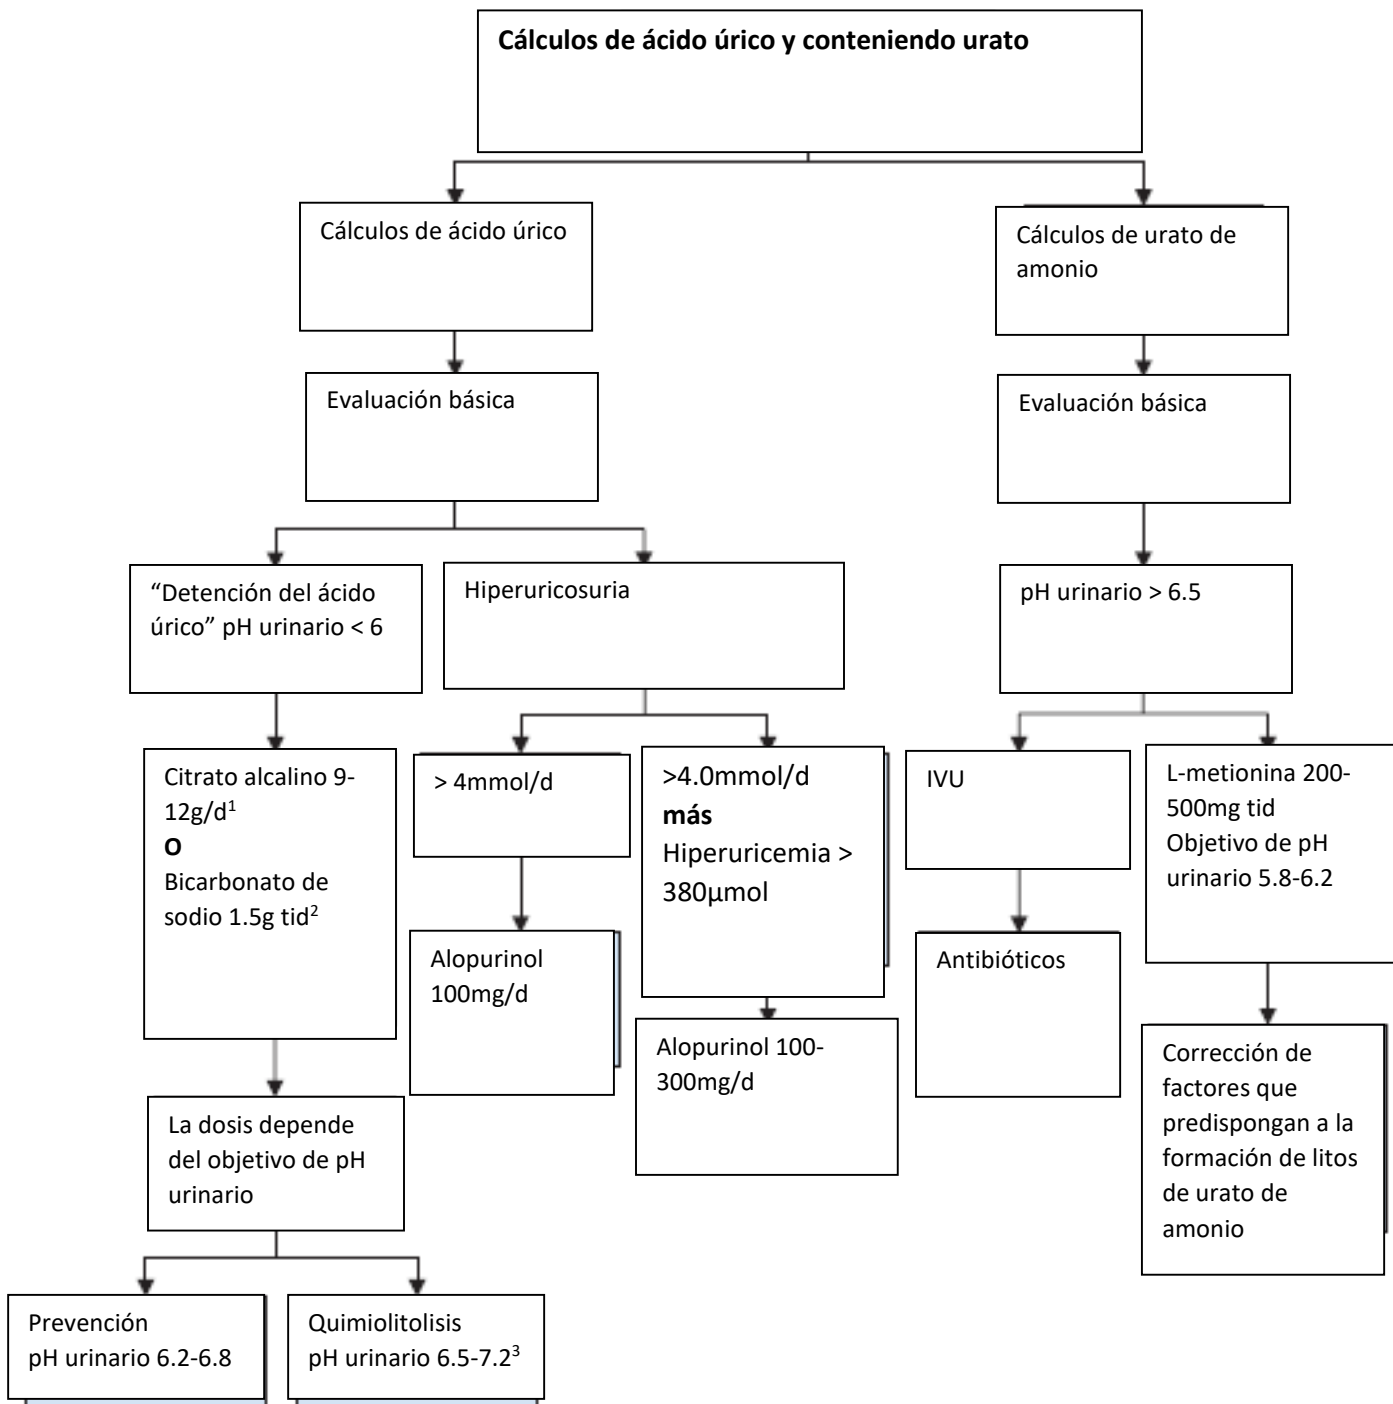 Cálculos de ácido úrico y conteniendo urato
Cálculos de ácido úrico
Cálculos de urato de
amonio
Evaluación básica
Evaluación básica
“Detención del ácido
úrico” pH urinario < 6
Hiperuricosuria
pH urinario > 6.5
Citrato alcalino 9-
12g/d¹
O
Bicarbonato de
sodio 1.5g tid²
> 4mmol/d
>4.0mmol/d
más
Hiperuricemia >
380µmol
IVU
L-metionina 200-
500mg tid
Objetivo de pH
urinario 5.8-6.2
Alopurinol
100mg/d
Antibióticos
Alopurinol 100-
300mg/d
Corrección de
factores que
predispongan a la
formación de litos
de urato de
amonio
La dosis depende
del objetivo de pH
urinario
Prevención
pH urinario 6.2-6.8
Quimiolitolisis
pH urinario 6.5-7.2³